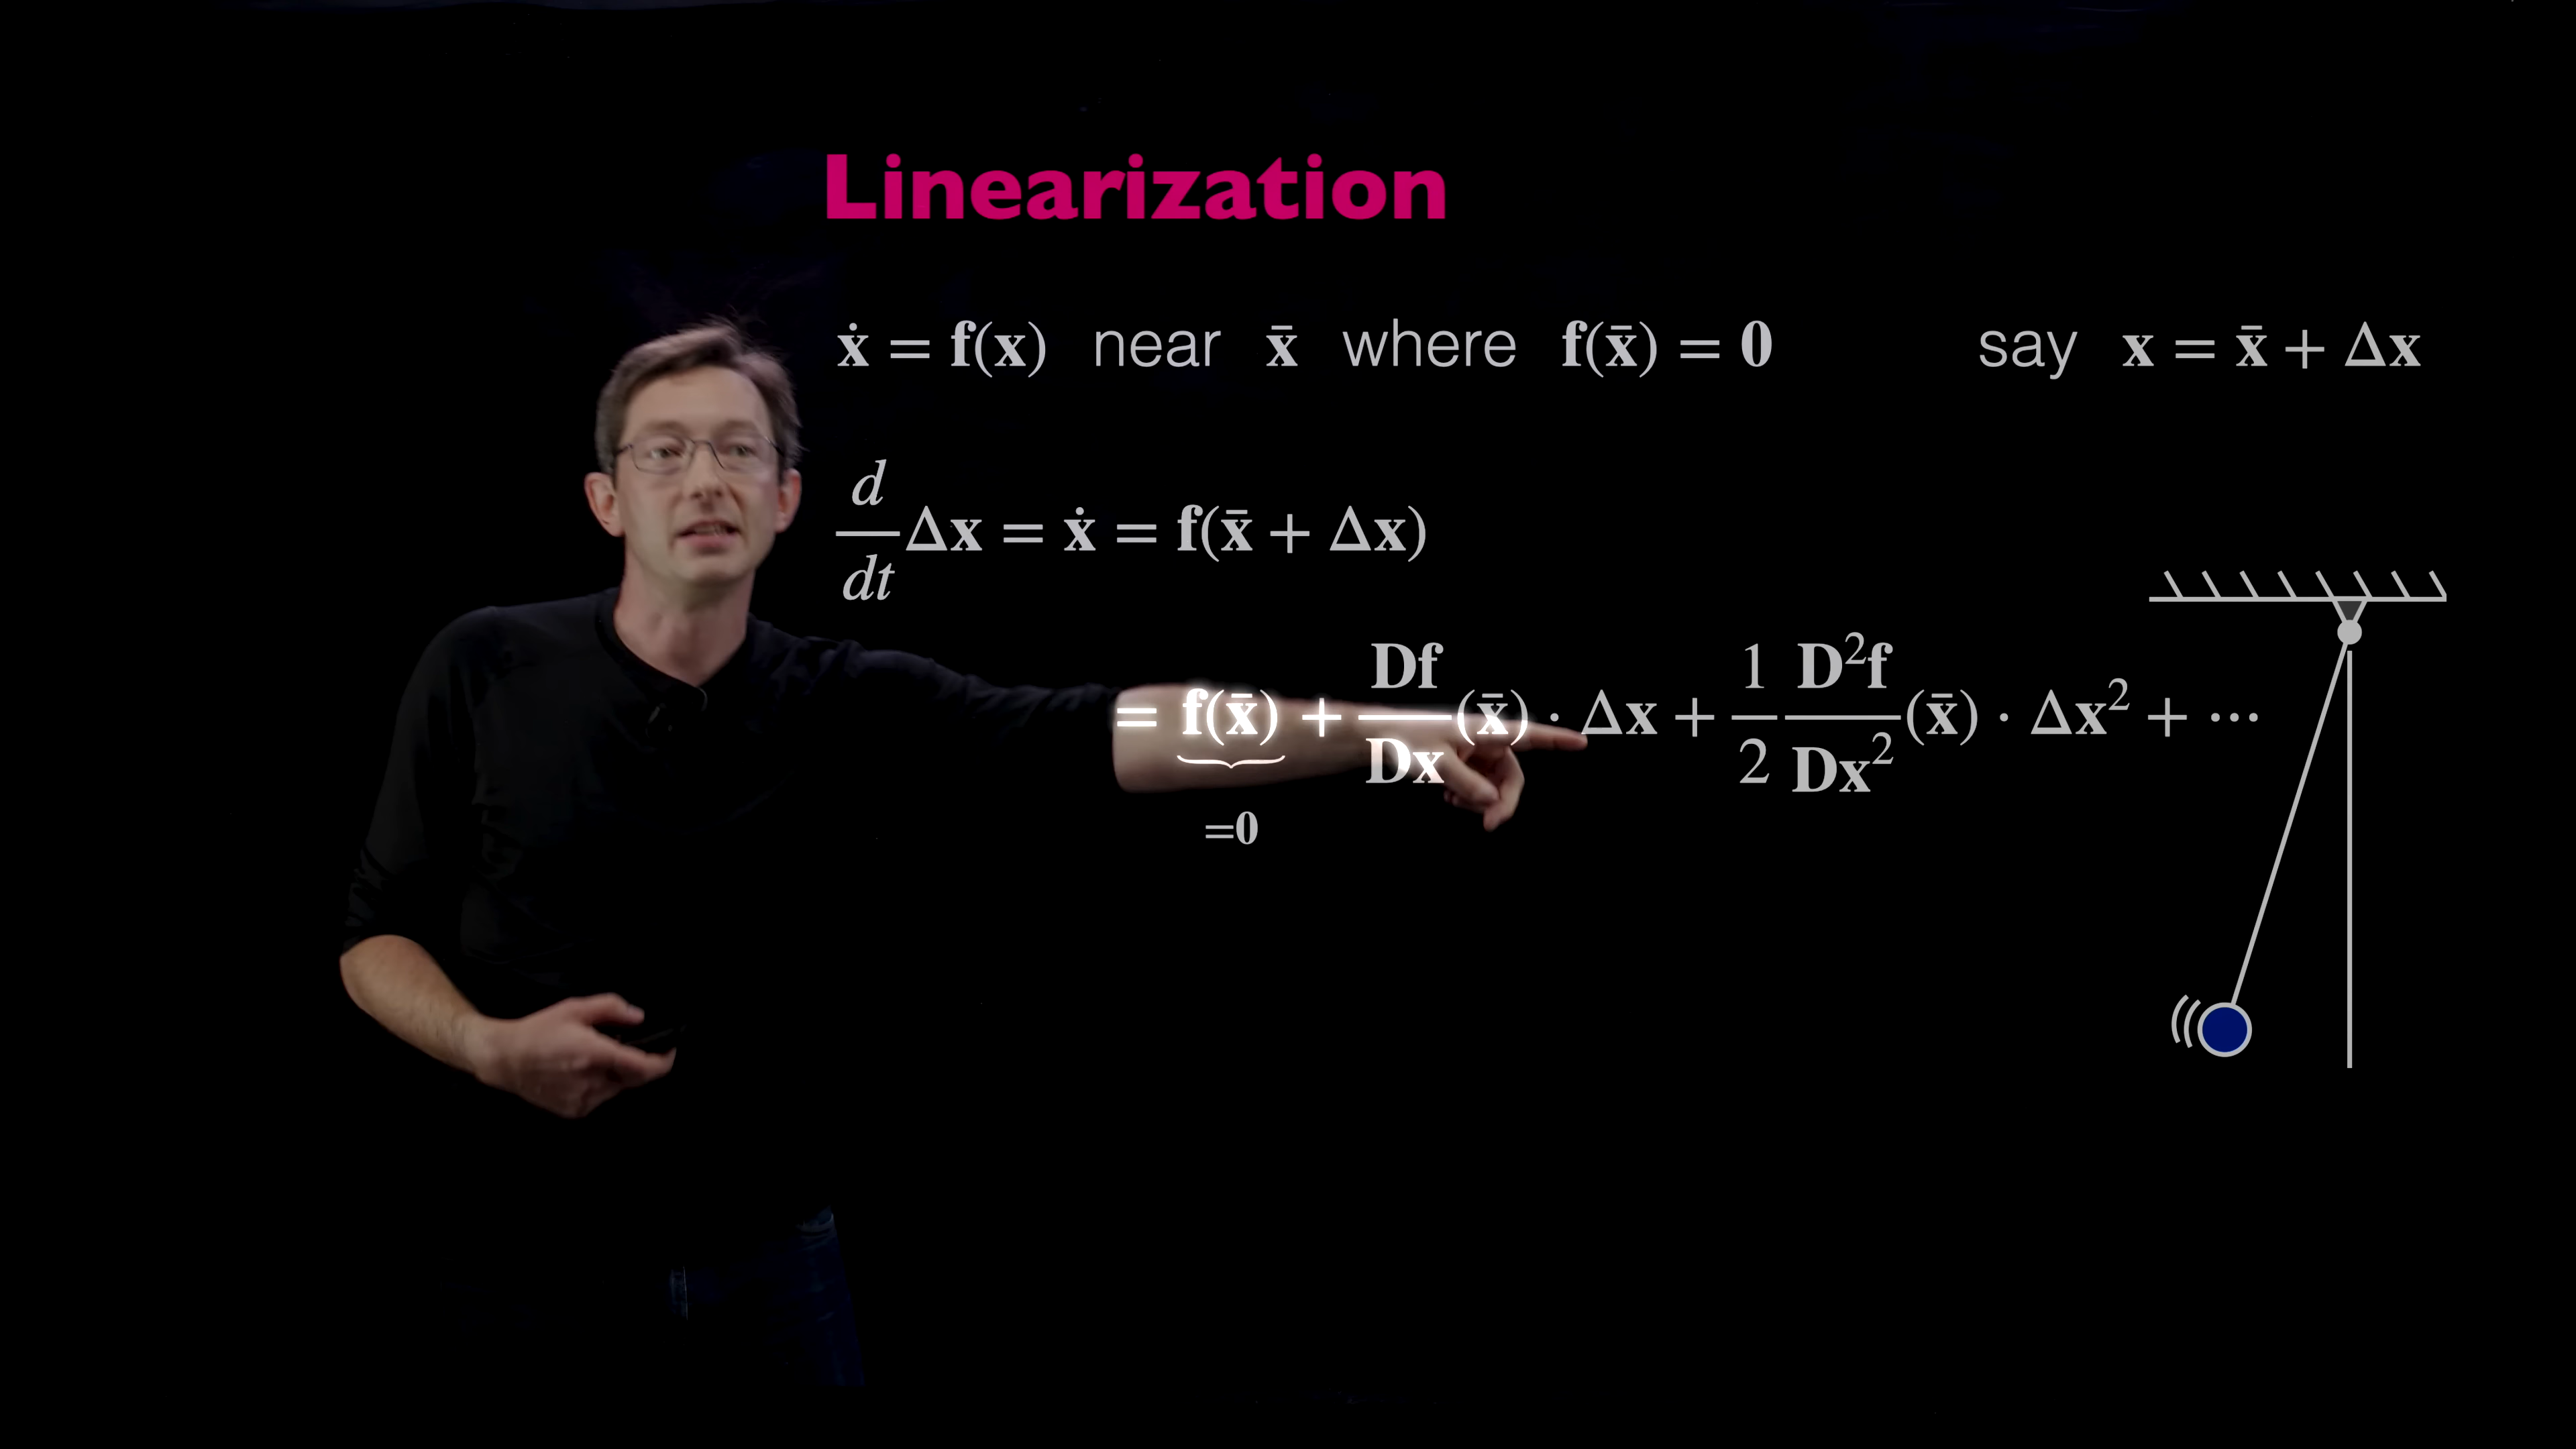 Linearization
ẋ = f(x) near x̄ where f(x̄) = 0 say x = x̄ + Δx
d/dt Δx = ẋ = f(x̄ + Δx)
= f(x̄) + Df/Dx (x̄) · Δx + 1/2 D²f/Dx² (x̄) · Δx² + ⋯
=0